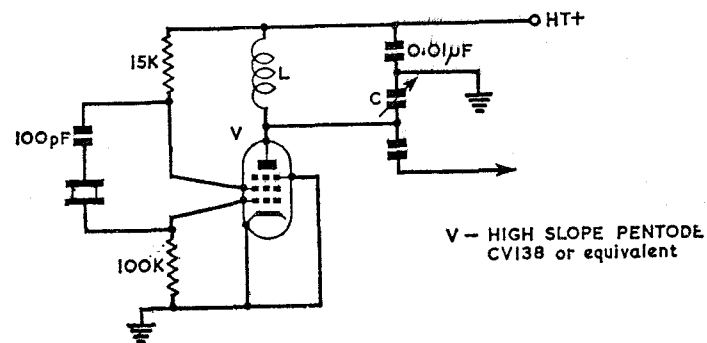 HT+
15K
0.01µF
L
C
100pF
V
V — HIGH SLOPE PENTODE
CV138 or equivalent
100K